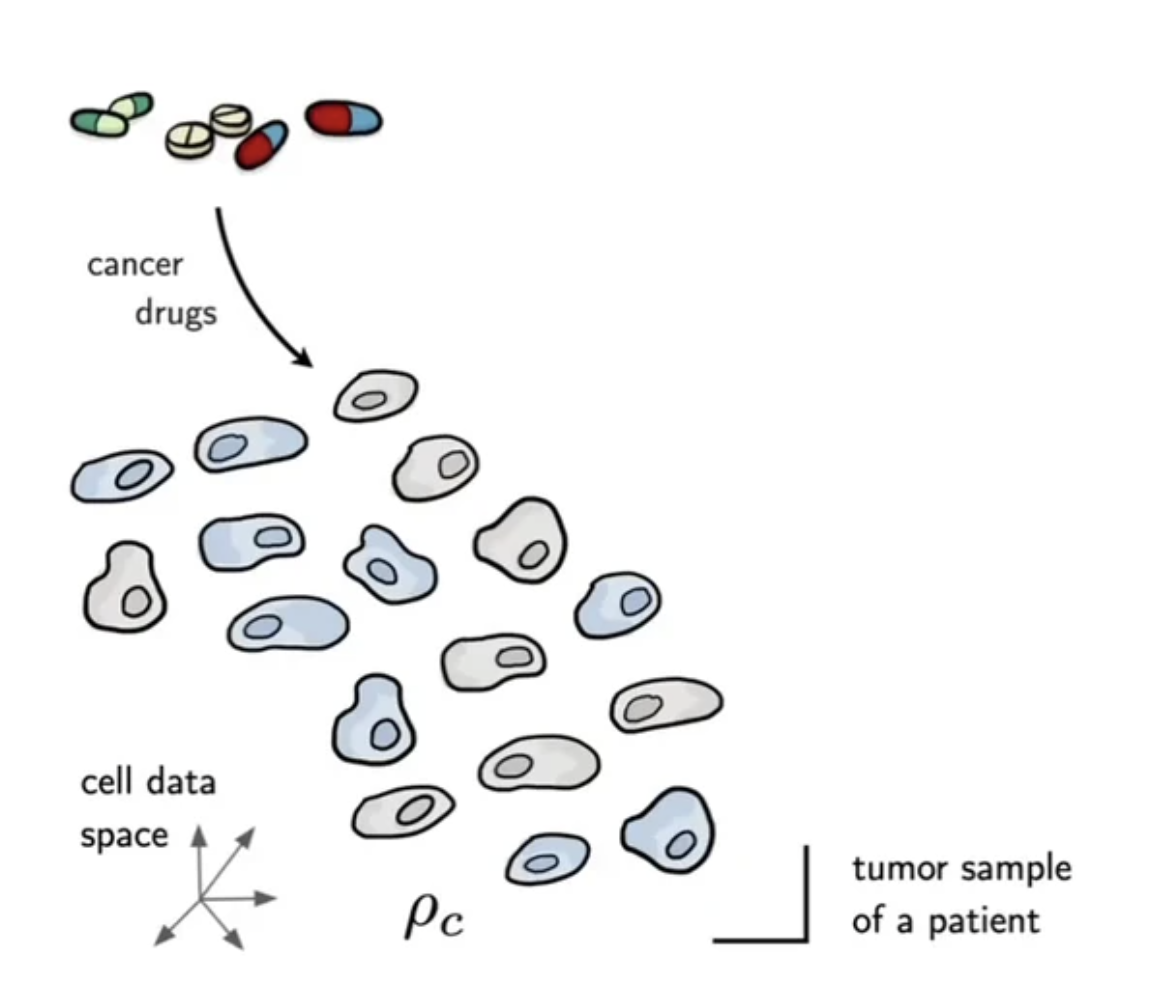 cancer
drugs
cell data
space
ρc
tumor sample
of a patient